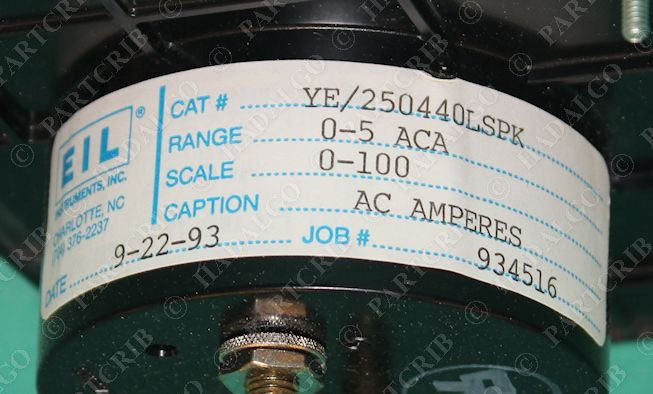 EIL ®
INSTRUMENTS, INC.
CHARLOTTE, NC
(704) 376-2237
CAT # YE/250440LSPK
RANGE 0-5 ACA
SCALE 0-100
CAPTION AC AMPERES
DATE 9-22-93 JOB # 934516
© PARTCRIB
© HADALGO